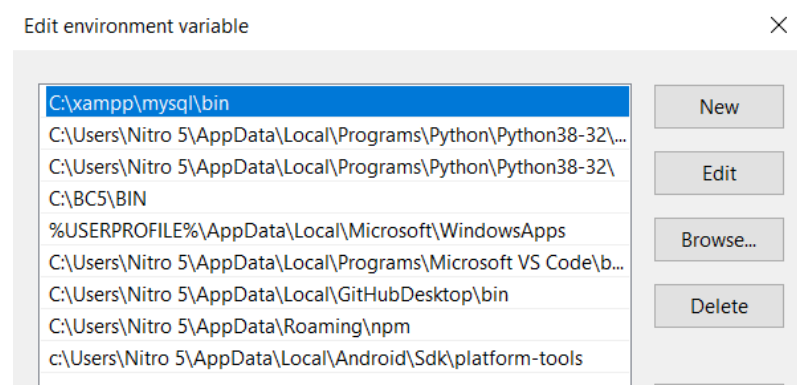 Edit environment variable
C:\xampp\mysql\bin
C:\Users\Nitro 5\AppData\Local\Programs\Python\Python38-32\...
C:\Users\Nitro 5\AppData\Local\Programs\Python\Python38-32\
C:\BC5\BIN
%USERPROFILE%\AppData\Local\Microsoft\WindowsApps
C:\Users\Nitro 5\AppData\Local\Programs\Microsoft VS Code\b...
C:\Users\Nitro 5\AppData\Local\GitHubDesktop\bin
C:\Users\Nitro 5\AppData\Roaming\npm
c:\Users\Nitro 5\AppData\Local\Android\Sdk\platform-tools
New
Edit
Browse...
Delete